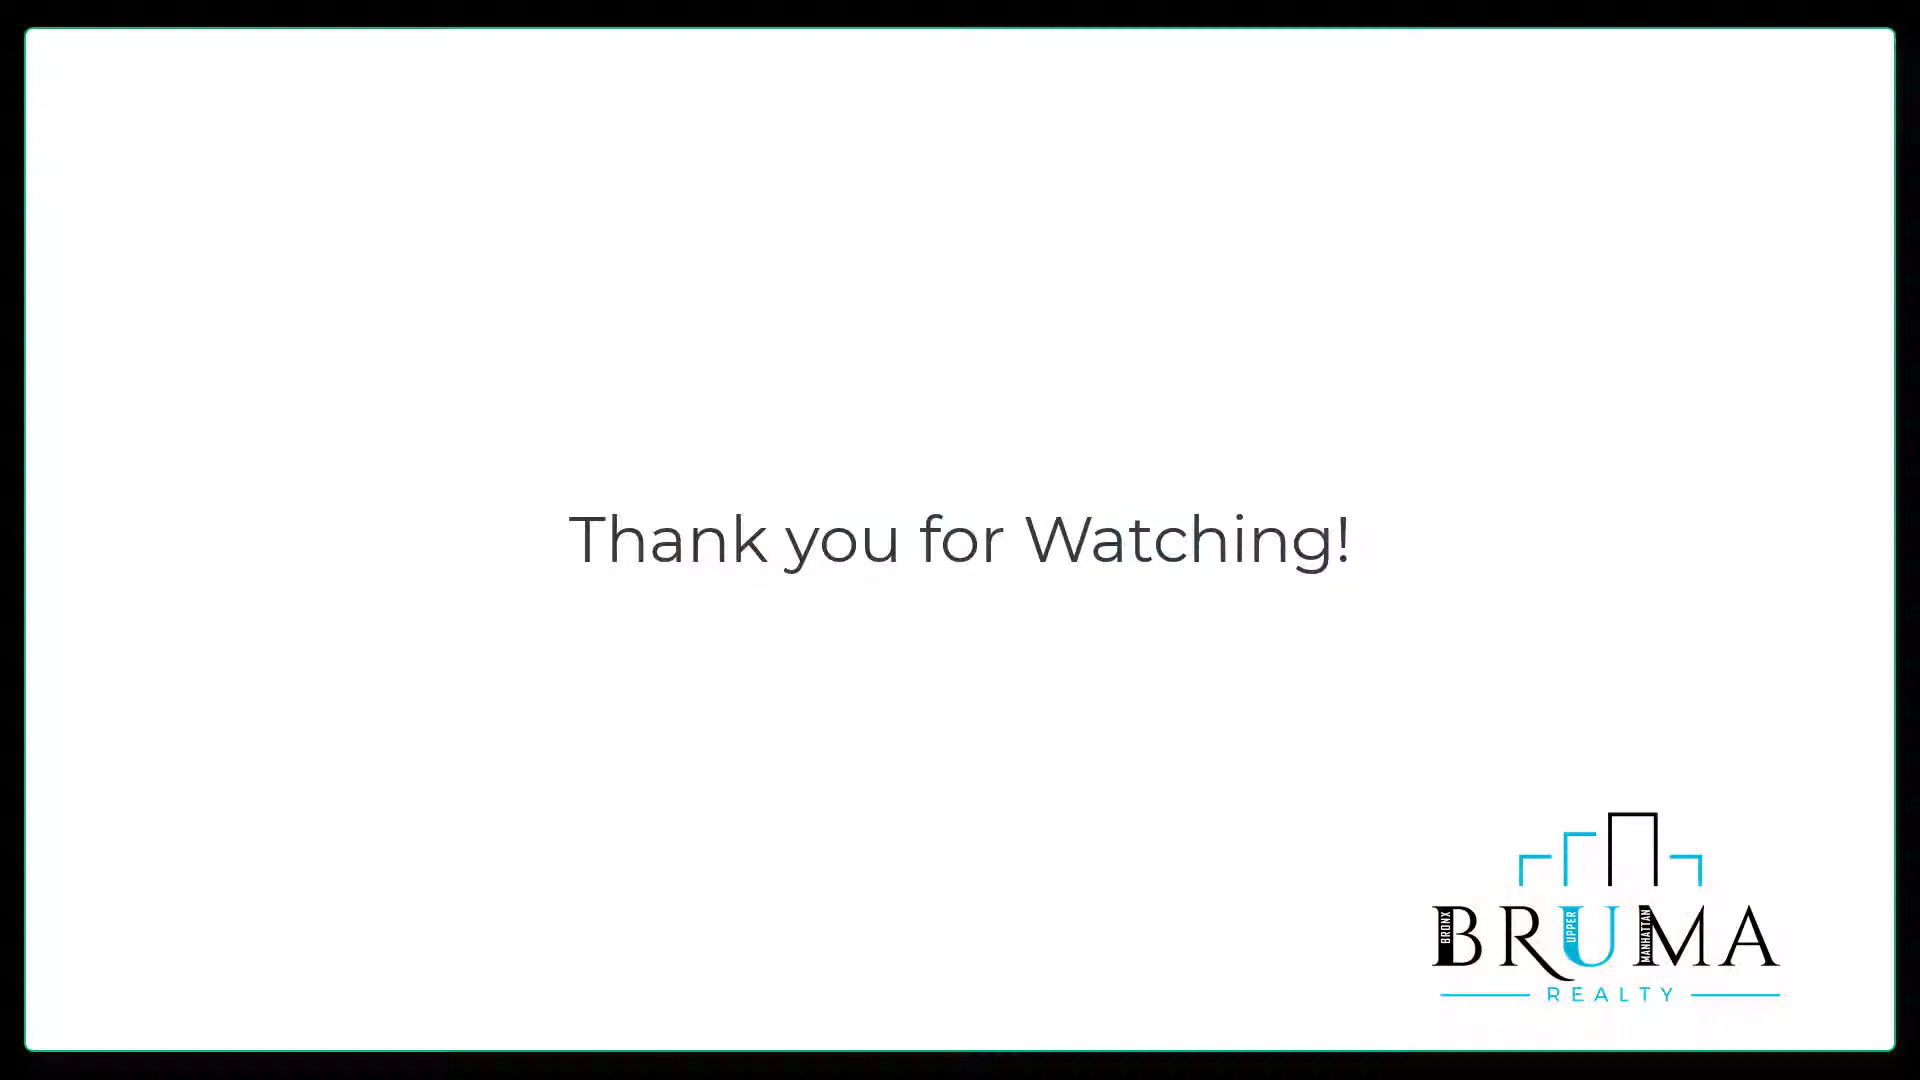 Thank you for Watching!
BRONX
UPPER
MANHATTAN
BRUMA
REALTY